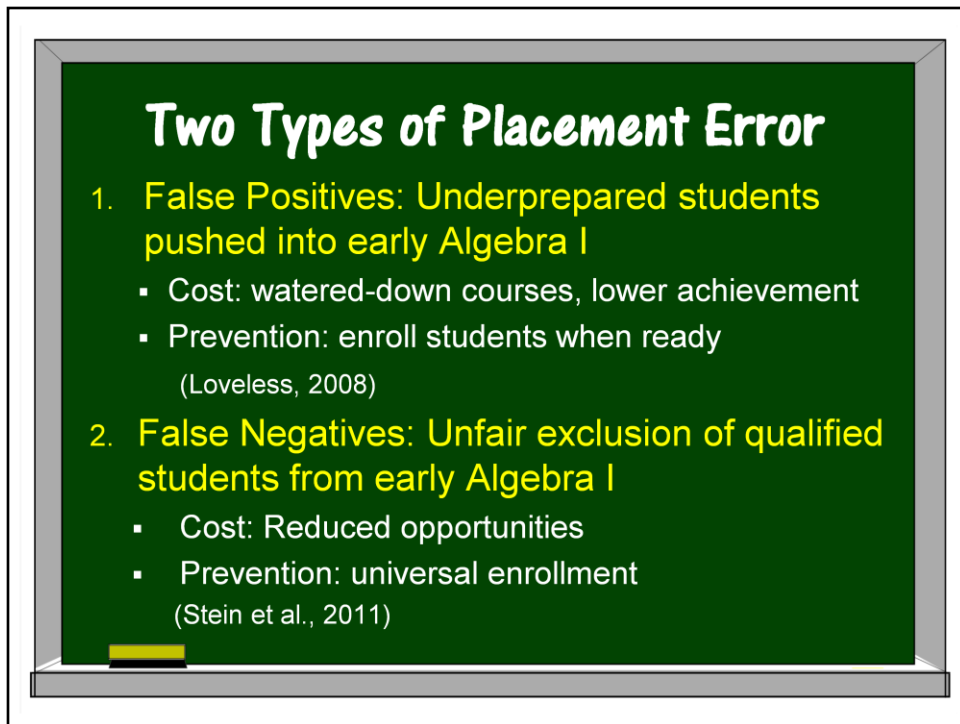 Two Types of Placement Error
1. False Positives: Underprepared students
pushed into early Algebra I
▪ Cost: watered-down courses, lower achievement
▪ Prevention: enroll students when ready
(Loveless, 2008)
2. False Negatives: Unfair exclusion of qualified
students from early Algebra I
▪ Cost: Reduced opportunities
▪ Prevention: universal enrollment
(Stein et al., 2011)